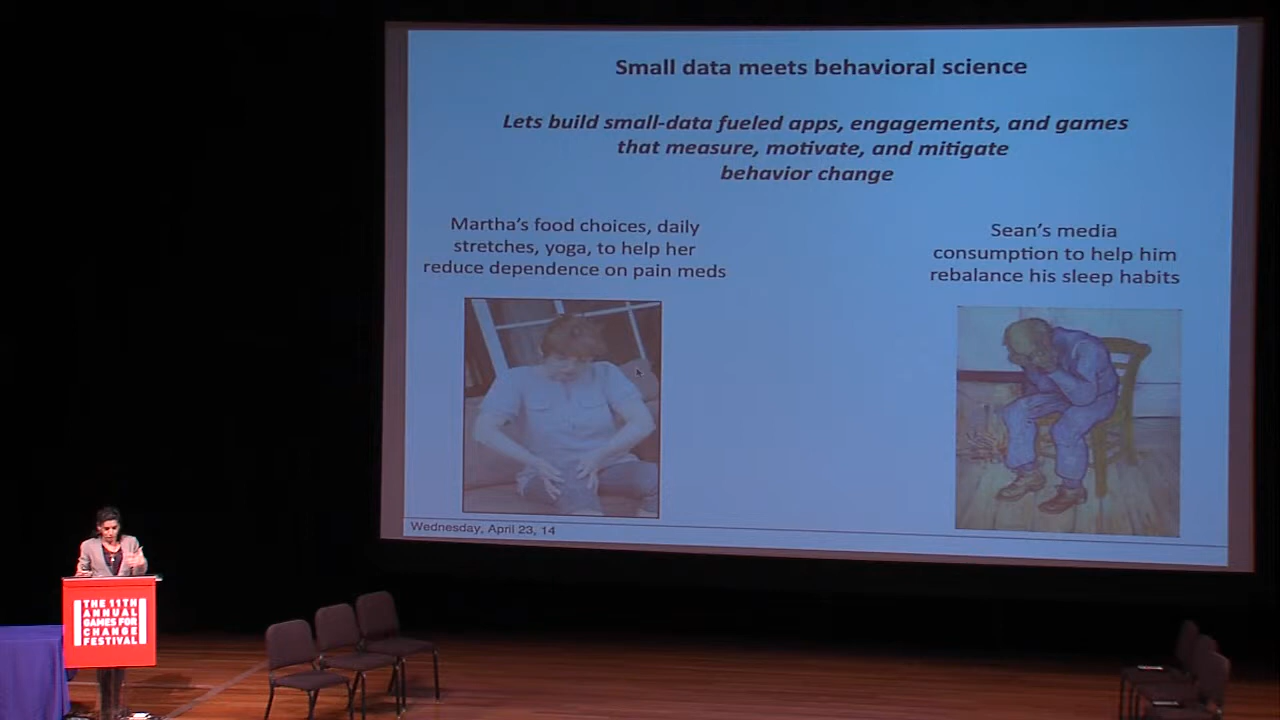 Small data meets behavioral science
Lets build small-data fueled apps, engagements, and games
that measure, motivate, and mitigate
behavior change
Martha's food choices, daily
stretches, yoga, to help her
reduce dependence on pain meds
Sean's media
consumption to help him
rebalance his sleep habits
Wednesday, April 23, 14
THE 11TH
ANNUAL
GAMES FOR
CHANGE
FESTIVAL